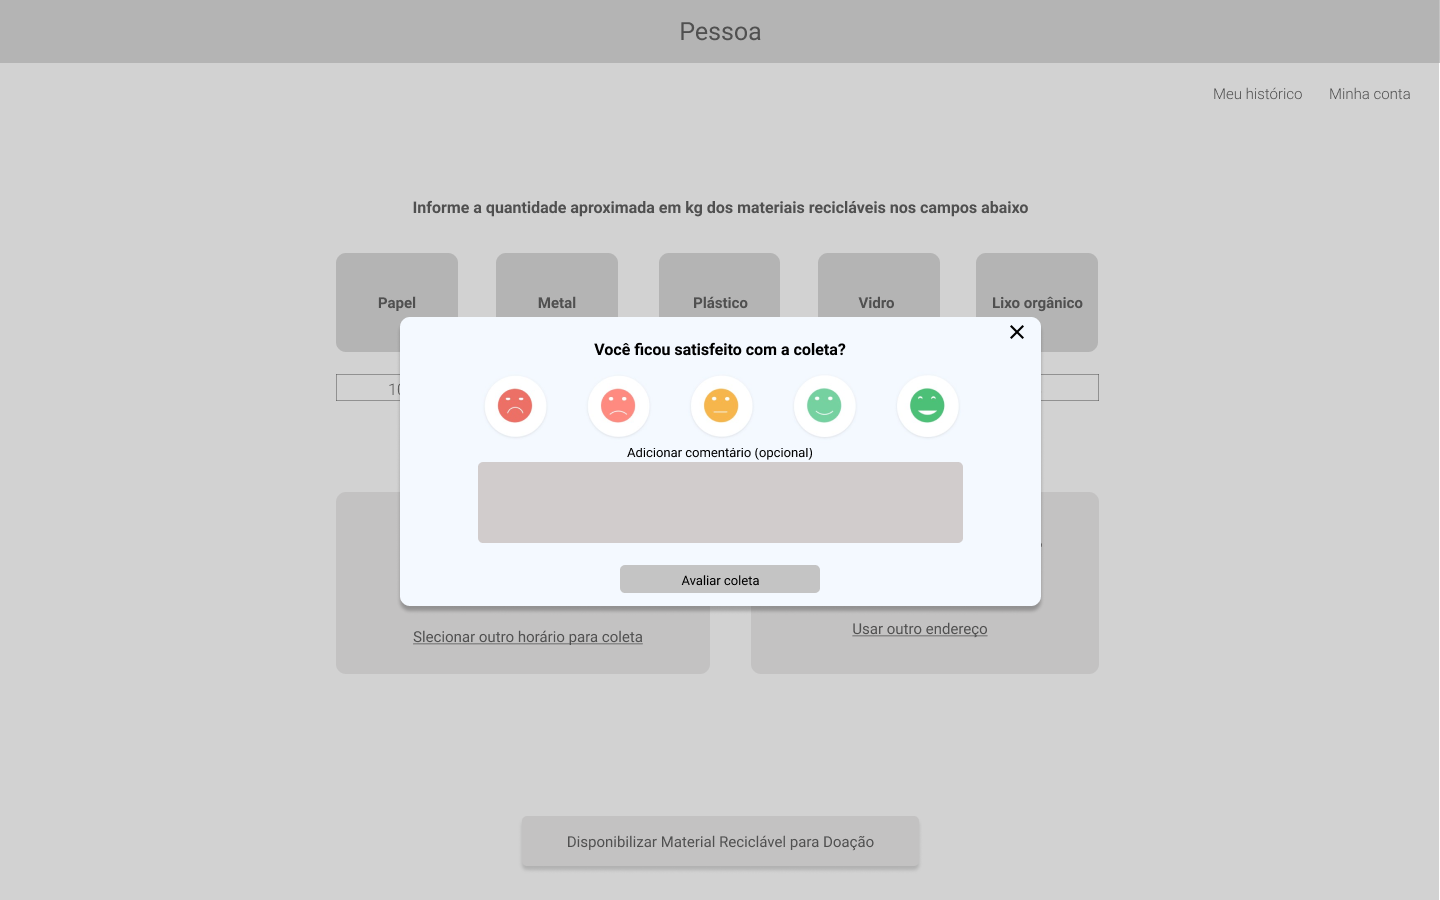 Pessoa
Meu histórico
Minha conta
Informe a quantidade aproximada em kg dos materiais recicláveis nos campos abaixo
Papel
Metal
Plástico
Vidro
Lixo orgânico
10
Você ficou satisfeito com a coleta?
Adicionar comentário (opcional)
Avaliar coleta
Slecionar outro horário para coleta
Usar outro endereço
Disponibilizar Material Reciclável para Doação